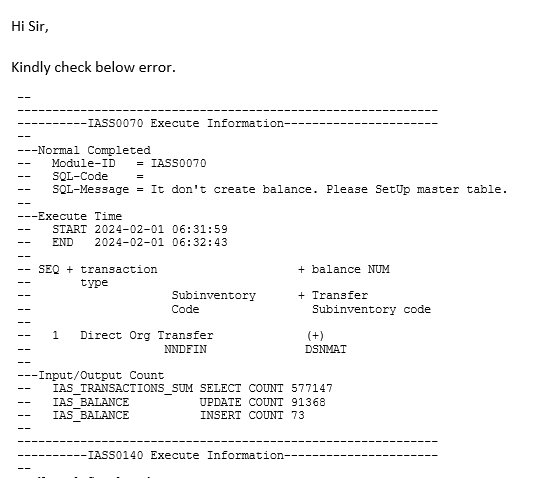 Hi Sir,
Kindly check below error.
--
------------------------------------------------------------
----------IASS0070 Execute Information----------------------
--
---Normal Completed
--   Module-ID   = IASS0070
--   SQL-Code    =
--   SQL-Message = It don't create balance. Please SetUp master table.
--
---Execute Time
--   START 2024-02-01 06:31:59
--   END   2024-02-01 06:32:43
--
-- SEQ + transaction                    + balance NUM
--       type
--                    Subinventory      + Transfer
--                    Code                Subinventory code
--
--   1   Direct Org Transfer             (+)
--                   NNDFIN              DSNMAT
--
---Input/Output Count
--   IAS_TRANSACTIONS_SUM SELECT COUNT 577147
--   IAS_BALANCE          UPDATE COUNT 91368
--   IAS_BALANCE          INSERT COUNT 73
--
------------------------------------------------------------
----------IASS0140 Execute Information----------------------
--